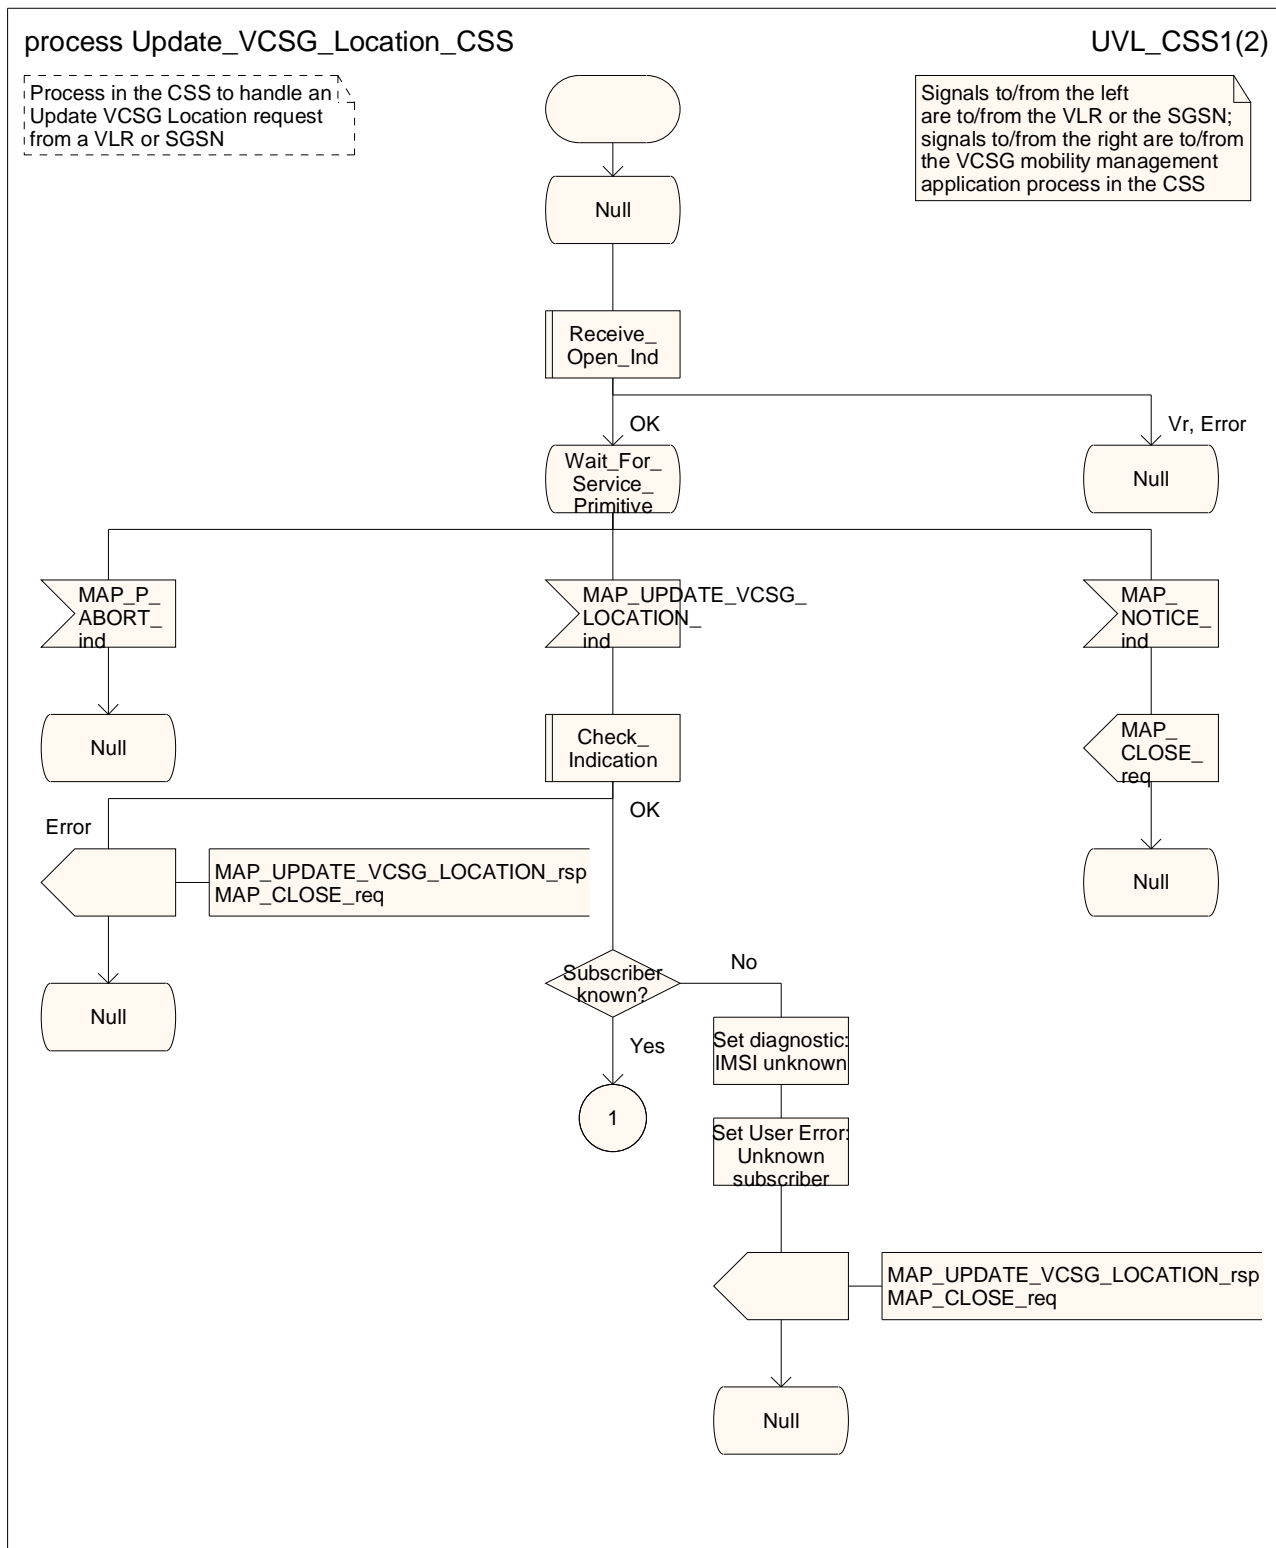 process Update_VCSG_Location_CSS
UVL_CSS1(2)
Process in the CSS to handle an
Update VCSG Location request
from a VLR or SGSN
Signals to/from the left
are to/from the VLR or the SGSN;
signals to/from the right are to/from
the VCSG mobility management
application process in the CSS
Null
Receive_
Open_Ind
OK
Vr, Error
Wait_For_
Service_
Primitive
Null
MAP_P_
ABORT_
ind
MAP_UPDATE_VCSG_
LOCATION_
ind
MAP_
NOTICE_
ind
Null
Check_
Indication
MAP_
CLOSE_
req
Error
OK
MAP_UPDATE_VCSG_LOCATION_rsp
MAP_CLOSE_req
Null
Null
Subscriber
known?
No
Yes
Set diagnostic:
IMSI unknown
1
Set User Error:
Unknown
subscriber
MAP_UPDATE_VCSG_LOCATION_rsp
MAP_CLOSE_req
Null